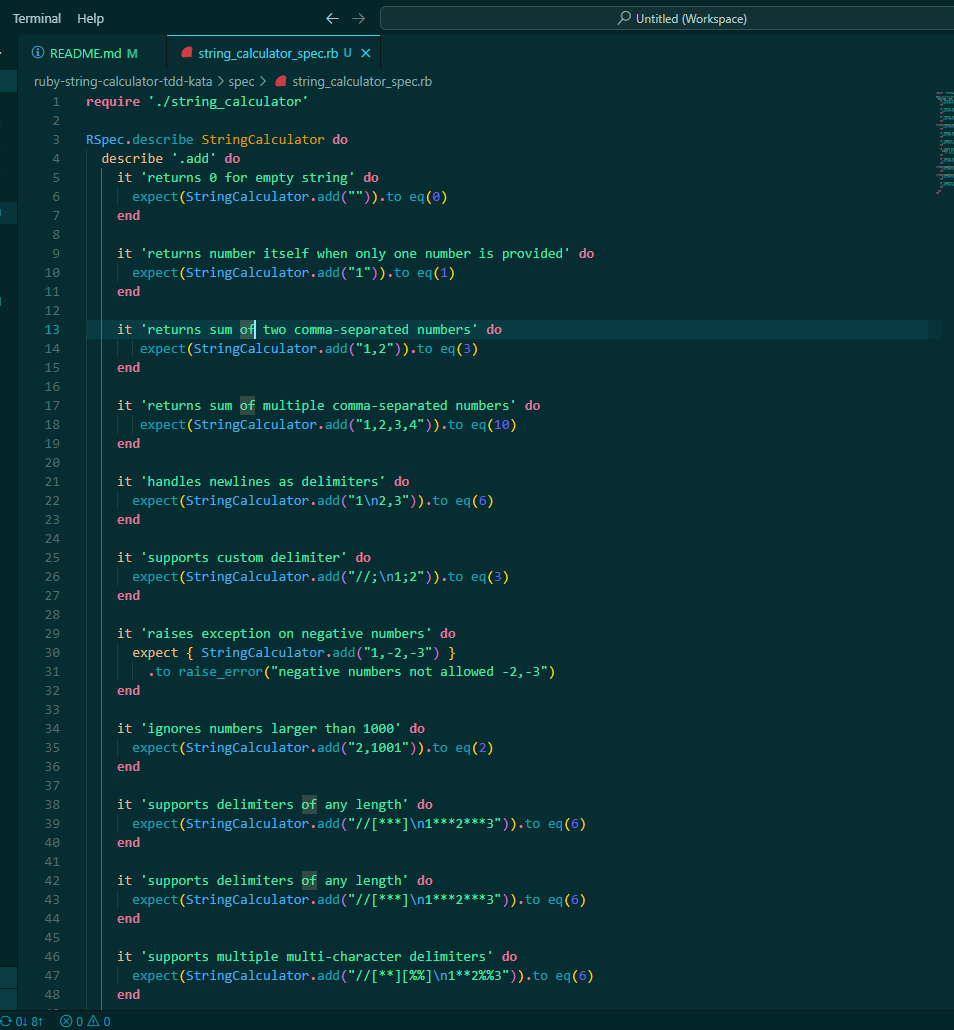 Terminal Help ← → Untitled (Workspace)
README.md M string_calculator_spec.rb U ×
ruby-string-calculator-tdd-kata > spec > string_calculator_spec.rb
1 require './string_calculator'
2
3 RSpec.describe StringCalculator do
4 describe '.add' do
5 it 'returns 0 for empty string' do
6 expect(StringCalculator.add("")).to eq(0)
7 end
8
9 it 'returns number itself when only one number is provided' do
10 expect(StringCalculator.add("1")).to eq(1)
11 end
12
13 it 'returns sum of two comma-separated numbers' do
14 expect(StringCalculator.add("1,2")).to eq(3)
15 end
16
17 it 'returns sum of multiple comma-separated numbers' do
18 expect(StringCalculator.add("1,2,3,4")).to eq(10)
19 end
20
21 it 'handles newlines as delimiters' do
22 expect(StringCalculator.add("1\n2,3")).to eq(6)
23 end
24
25 it 'supports custom delimiter' do
26 expect(StringCalculator.add("//;\n1;2")).to eq(3)
27 end
28
29 it 'raises exception on negative numbers' do
30 expect { StringCalculator.add("1,-2,-3") }
31 .to raise_error("negative numbers not allowed -2,-3")
32 end
33
34 it 'ignores numbers larger than 1000' do
35 expect(StringCalculator.add("2,1001")).to eq(2)
36 end
37
38 it 'supports delimiters of any length' do
39 expect(StringCalculator.add("//[***]\n1***2***3")).to eq(6)
40 end
41
42 it 'supports delimiters of any length' do
43 expect(StringCalculator.add("//[***]\n1***2***3")).to eq(6)
44 end
45
46 it 'supports multiple multi-character delimiters' do
47 expect(StringCalculator.add("//[**][%%]\n1**2%%3")).to eq(6)
48 end
0↓ 8↑ 0 0